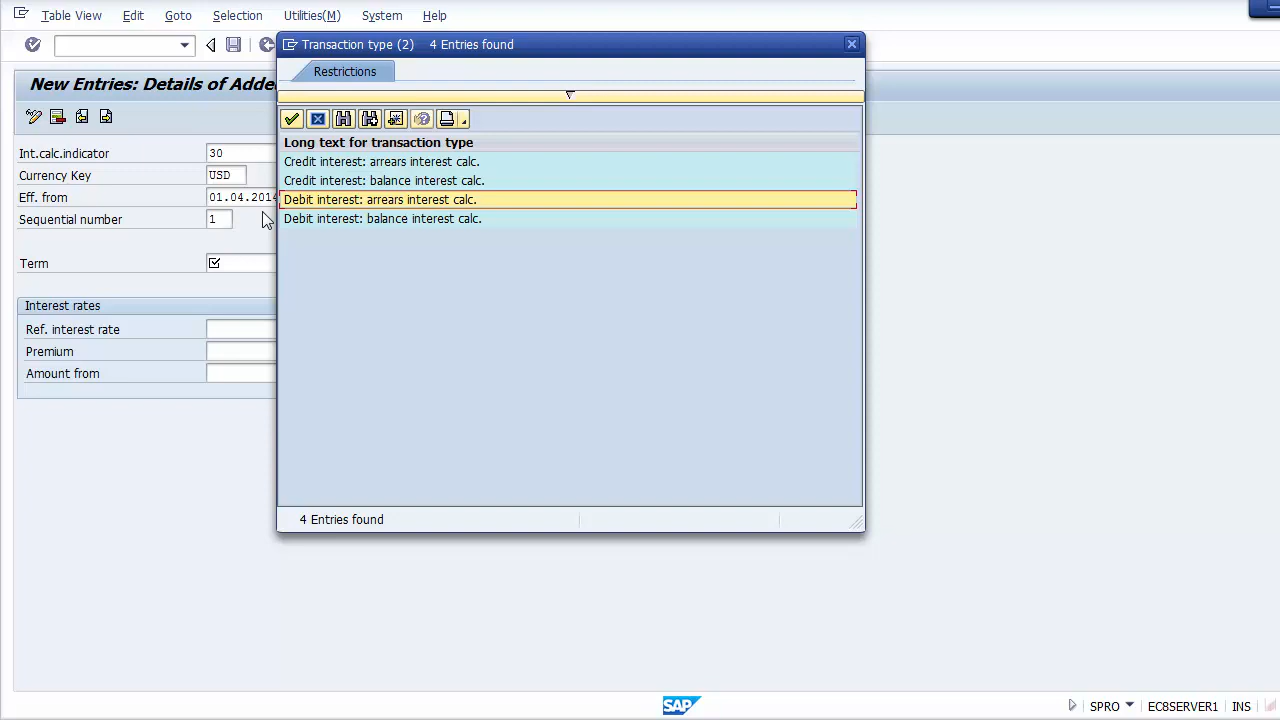 Table View Edit Goto Selection Utilities(M) System Help
Transaction type (2) 4 Entries found
Restrictions
New Entries: Details of Adde
Long text for transaction type
Int.calc.indicator 30
Credit interest: arrears interest calc.
Currency Key USD
Credit interest: balance interest calc.
Eff. from 01.04.2014
Debit interest: arrears interest calc.
Sequential number 1
Debit interest: balance interest calc.
Term
Interest rates
Ref. interest rate
Premium
Amount from
4 Entries found
SAP
SPRO EC8SERVER1 INS